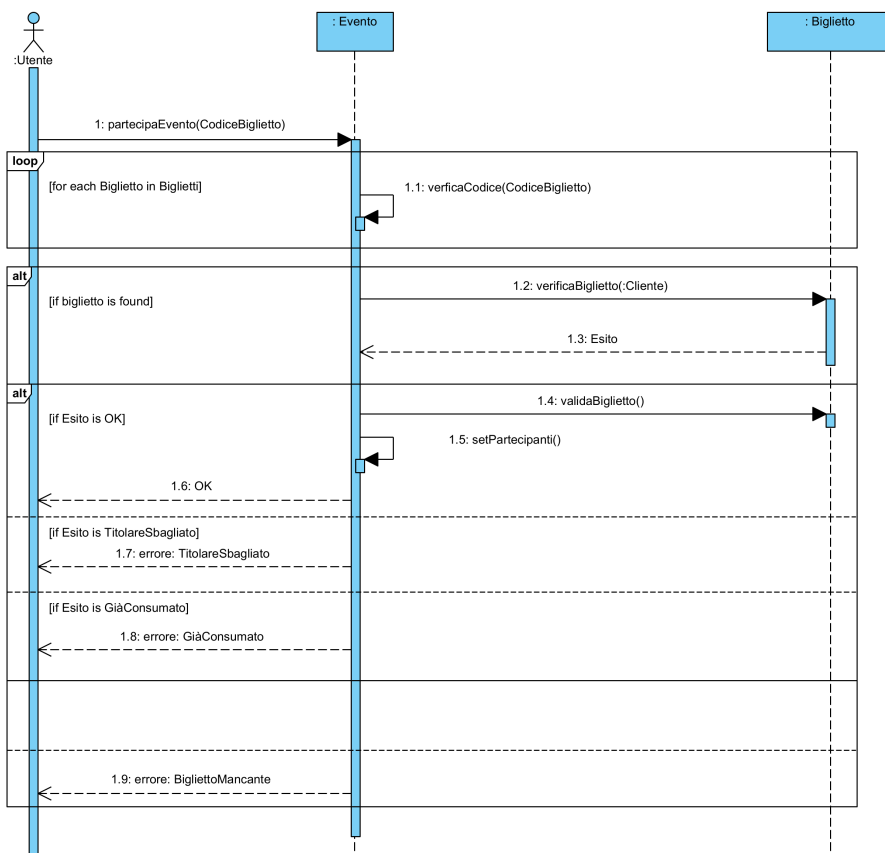 :Utente
: Evento
: Biglietto
1: partecipaEvento(CodiceBiglietto)
loop
[for each Biglietto in Biglietti]
1.1: verficaCodice(CodiceBiglietto)
alt
[if biglietto is found]
1.2: verificaBiglietto(:Cliente)
1.3: Esito
alt
[if Esito is OK]
1.4: validaBiglietto()
1.5: setPartecipanti()
1.6: OK
[if Esito is TitolareSbagliato]
1.7: errore: TitolareSbagliato
[if Esito is GiàConsumato]
1.8: errore: GiàConsumato
1.9: errore: BigliettoMancante